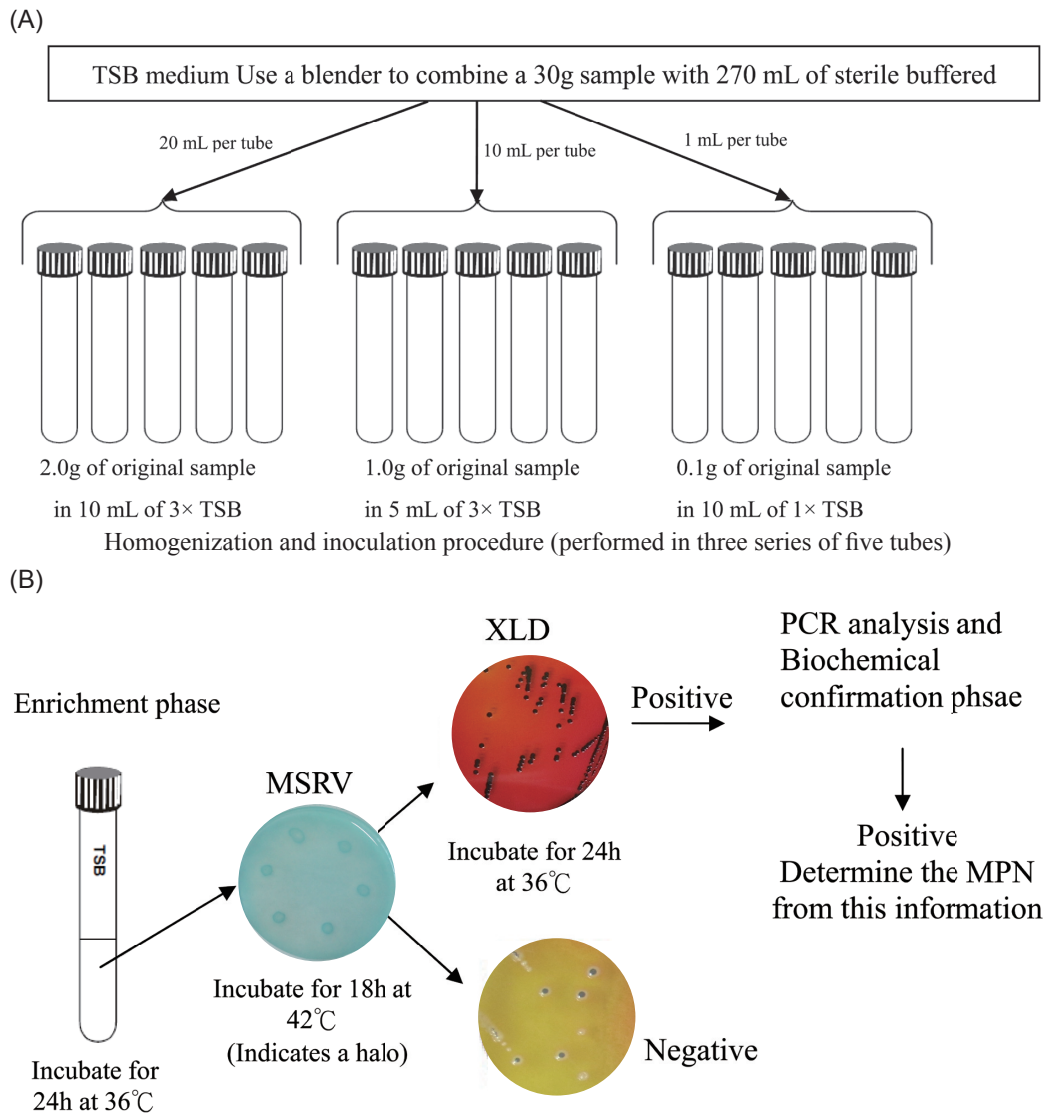 (A)
TSB medium Use a blender to combine a 30g sample with 270 mL of sterile buffered
20 mL per tube
10 mL per tube
1 mL per tube
2.0g of original sample
in 10 mL of 3× TSB
1.0g of original sample
in 5 mL of 3× TSB
0.1g of original sample
in 10 mL of 1× TSB
Homogenization and inoculation procedure (performed in three series of five tubes)
(B)
Enrichment phase
TSB
Incubate for
24h at 36℃
MSRV
Incubate for 18h at
42℃
(Indicates a halo)
XLD
Incubate for 24h
at 36℃
Positive
Negative
PCR analysis and
Biochemical
confirmation phsae
Positive
Determine the MPN
from this information